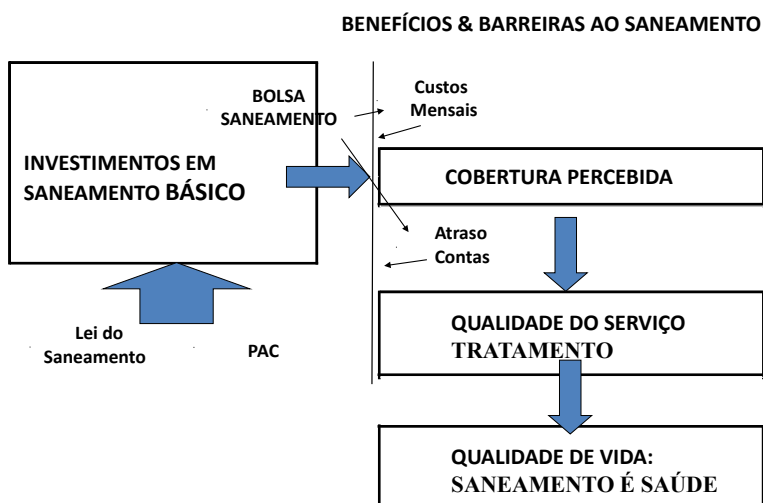 BENEFÍCIOS & BARREIRAS AO SANEAMENTO
BOLSA
SANEAMENTO
Custos
Mensais
INVESTIMENTOS EM
SANEAMENTO BÁSICO
COBERTURA PERCEBIDA
Atraso
Contas
Lei do
Saneamento
PAC
QUALIDADE DO SERVIÇO
TRATAMENTO
QUALIDADE DE VIDA:
SANEAMENTO É SAÚDE